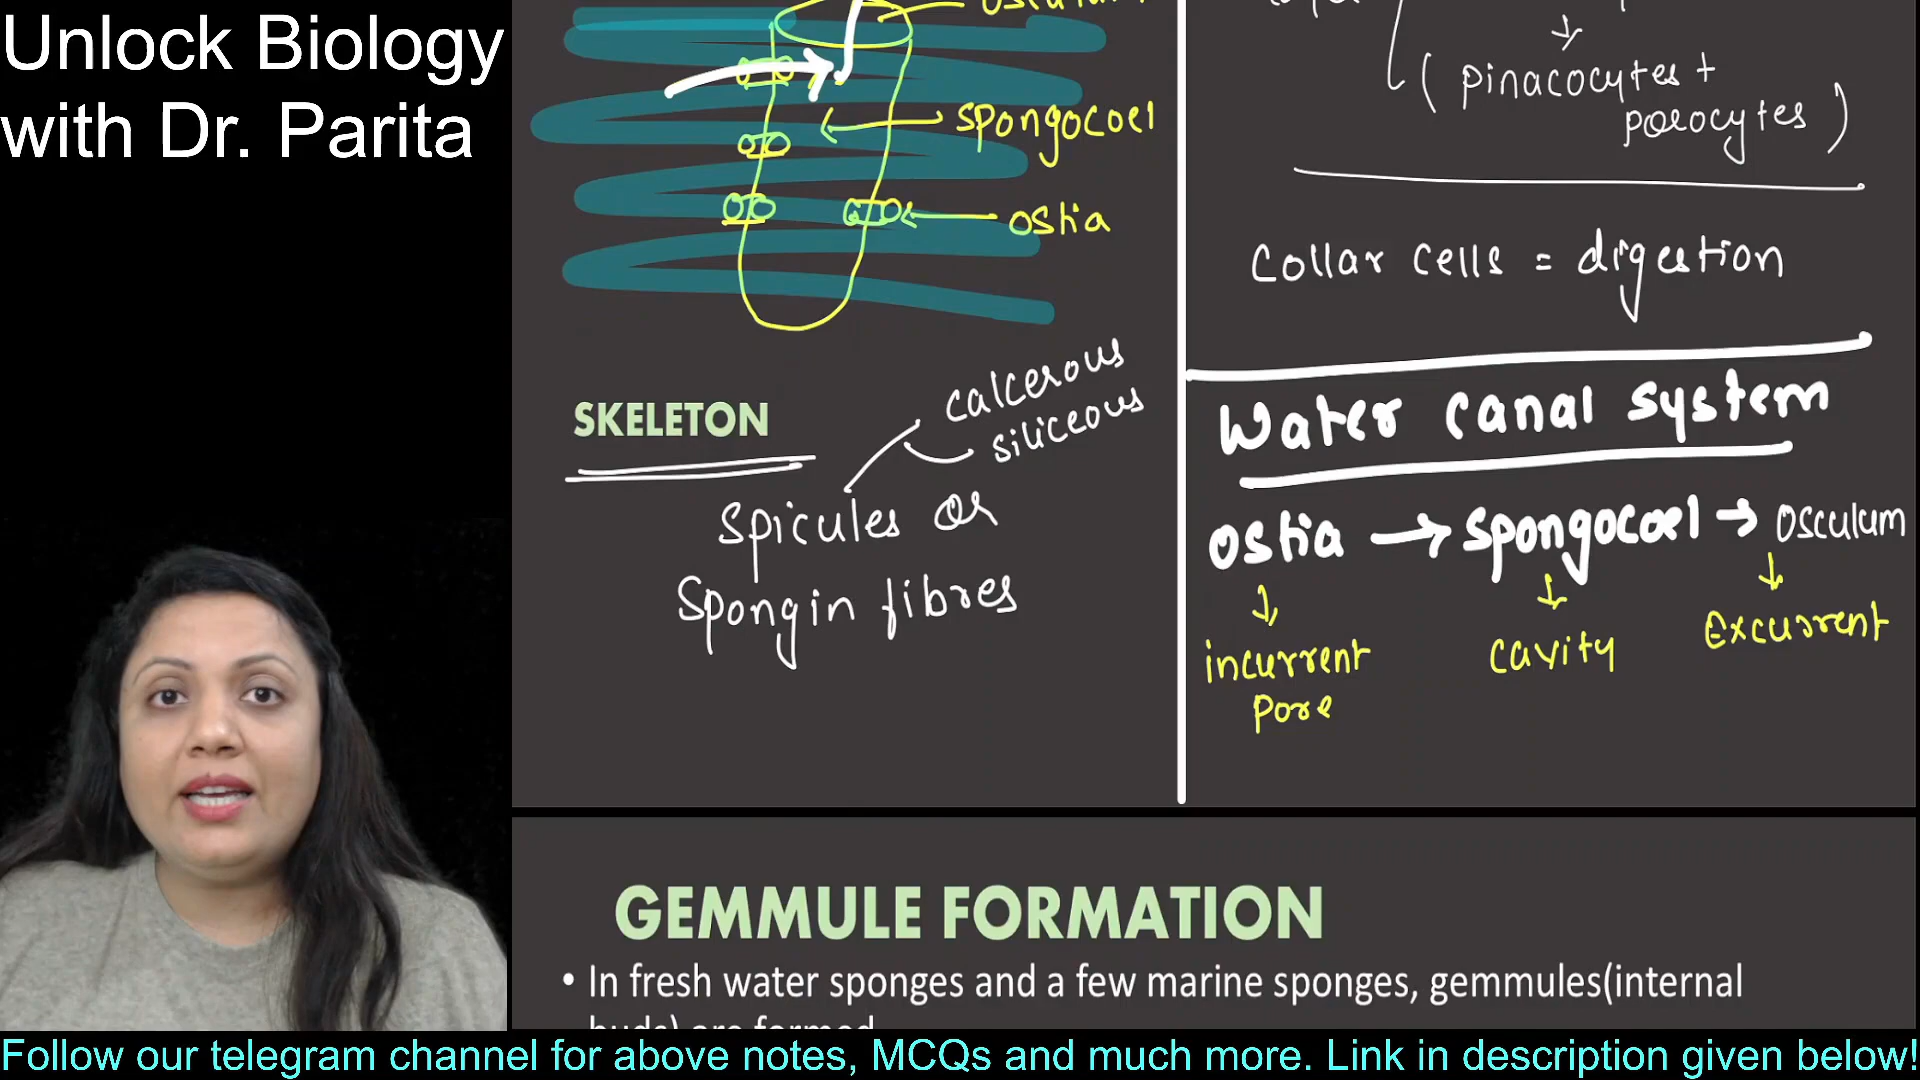 Unlock Biology
with Dr. Parita
spongocoel
ostia
SKELETON
calcerous
siliceous
Spicules or
Spongin fibres
(pinacocytes +
porocytes)
Collar cells = digestion
Water canal system
ostia → spongocoel → osculum
↓ ↓ ↓
incurrent
pore
cavity
Excurrent
GEMMULE FORMATION
• In fresh water sponges and a few marine sponges, gemmules(internal
Follow our telegram channel for above notes, MCQs and much more. Link in description given below!